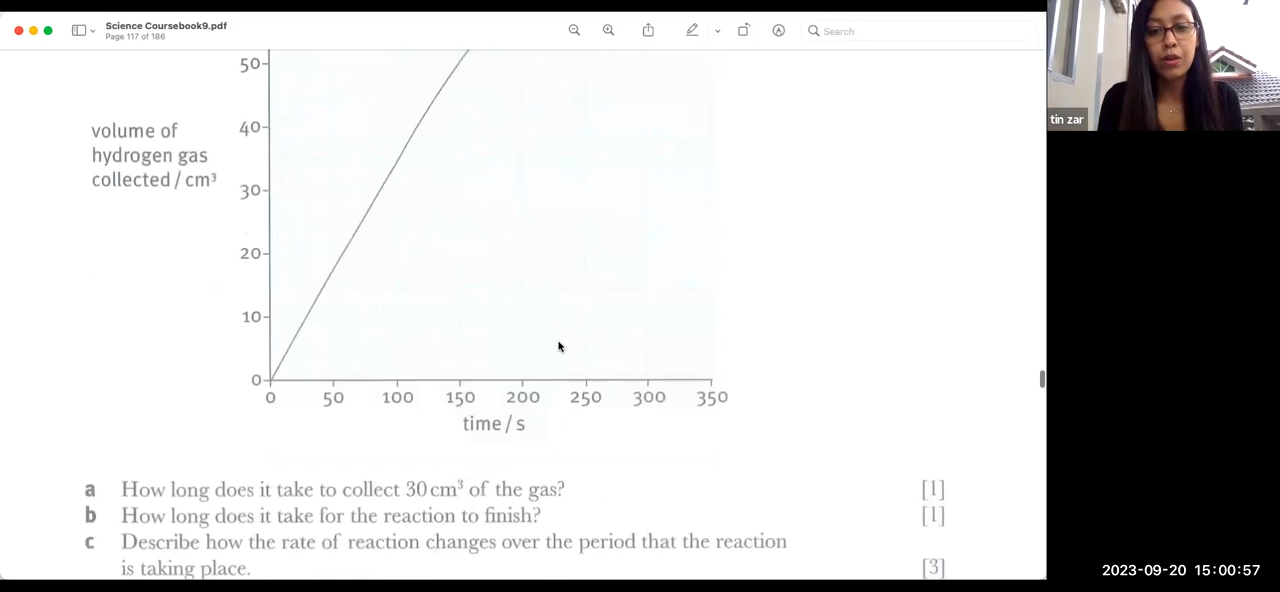 Science Coursebook9.pdf
Page 117 of 186
Search
tin zar
50
volume of
hydrogen gas
collected / cm³
40
30
20
10
0
0 50 100 150 200 250 300 350
time / s
a How long does it take to collect 30 cm³ of the gas? [1]
b How long does it take for the reaction to finish? [1]
c Describe how the rate of reaction changes over the period that the reaction
is taking place. [3]
2023-09-20 15:00:57